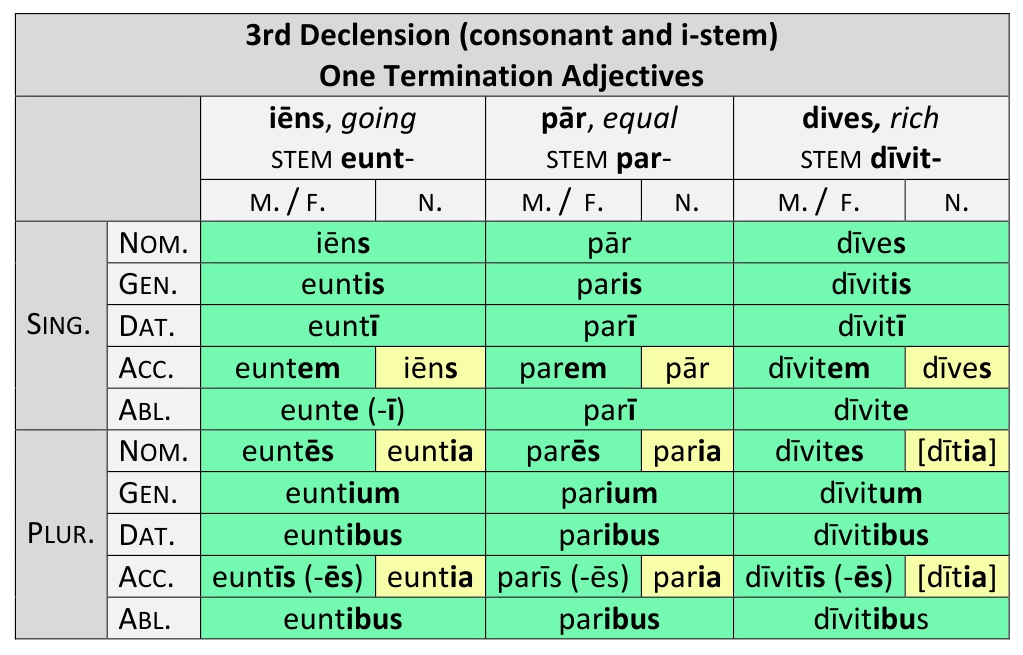 3rd Declension (consonant and i-stem)
One Termination Adjectives
iēns, going pār, equal dives, rich
STEM eunt- STEM par- STEM dīvit-
M. / F. N. M. / F. N. M. / F. N.
SING.
NOM. iēns pār dīves
GEN. euntis paris dīvitis
DAT. euntī parī dīvitī
ACC. euntem iēns parem pār dīvitem dīves
ABL. eunte (-ī) parī dīvite
PLUR.
NOM. euntēs euntia parēs paria dīvites [dītia]
GEN. euntium parium dīvitum
DAT. euntibus paribus dīvitibus
ACC. euntīs (-ēs) euntia parīs (-ēs) paria dīvitīs (-ēs) [dītia]
ABL. euntibus paribus dīvitibus